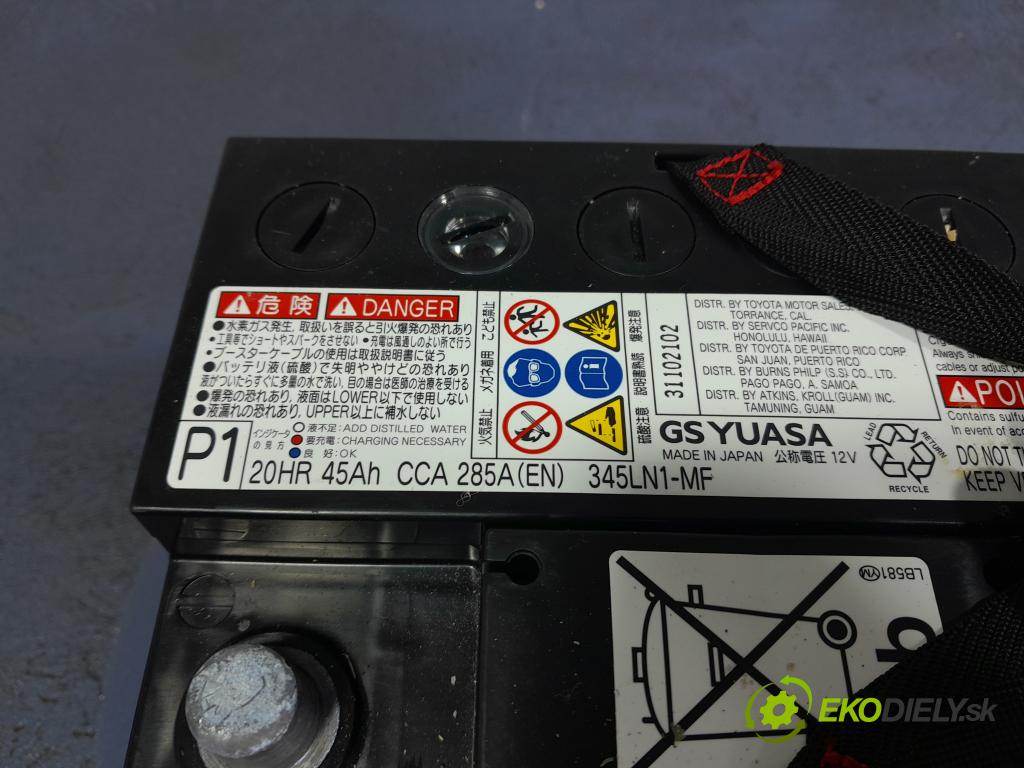 危険
DANGER
●水素ガス発生、取扱いを誤ると引火爆発の恐れあり
・工具等でショートやスパークをさせない ・充電は風通しのよい所で行う
・ブースターケーブルの使用は取扱説明書に従う
●バッテリ液(硫酸)で失明ややけどの恐れあり
液がついたらすぐに多量の水で洗い、目の場合は医師の治療を受ける
●爆発の恐れあり、液面はLOWER以下で使用しない
●液漏れの恐れあり、UPPER以上に補水しない
P1
インジケータの見方
液不足:ADD DISTILLED WATER
要充電:CHARGING NECESSARY
良 好:OK
20HR 45Ah CCA 285A(EN) 345LN1-MF
こども禁止
メガネ着用
火気禁止
爆発注意
説明書熟読
硫酸注意
31102102
DISTR. BY TOYOTA MOTOR SALES
TORRANCE, CAL.
DISTR. BY SERVCO PACIFIC INC.
HONOLULU, HAWAII
DISTR. BY TOYOTA DE PUERTO RICO CORP.
SAN JUAN, PUERTO RICO
DISTR. BY BURNS PHILP (S.S) CO., LTD.
PAGO PAGO, A. SAMOA
DISTR. BY ATKINS, KROLL(GUAM) INC.
TAMUNING, GUAM
GS YUASA
MADE IN JAPAN 公称電圧 12V
LEAD
RETURN
RECYCLE
Always
cables or adjust
Contains
In event of
DO NOT
KEEP
LB581 YM
EKODIELY.sk